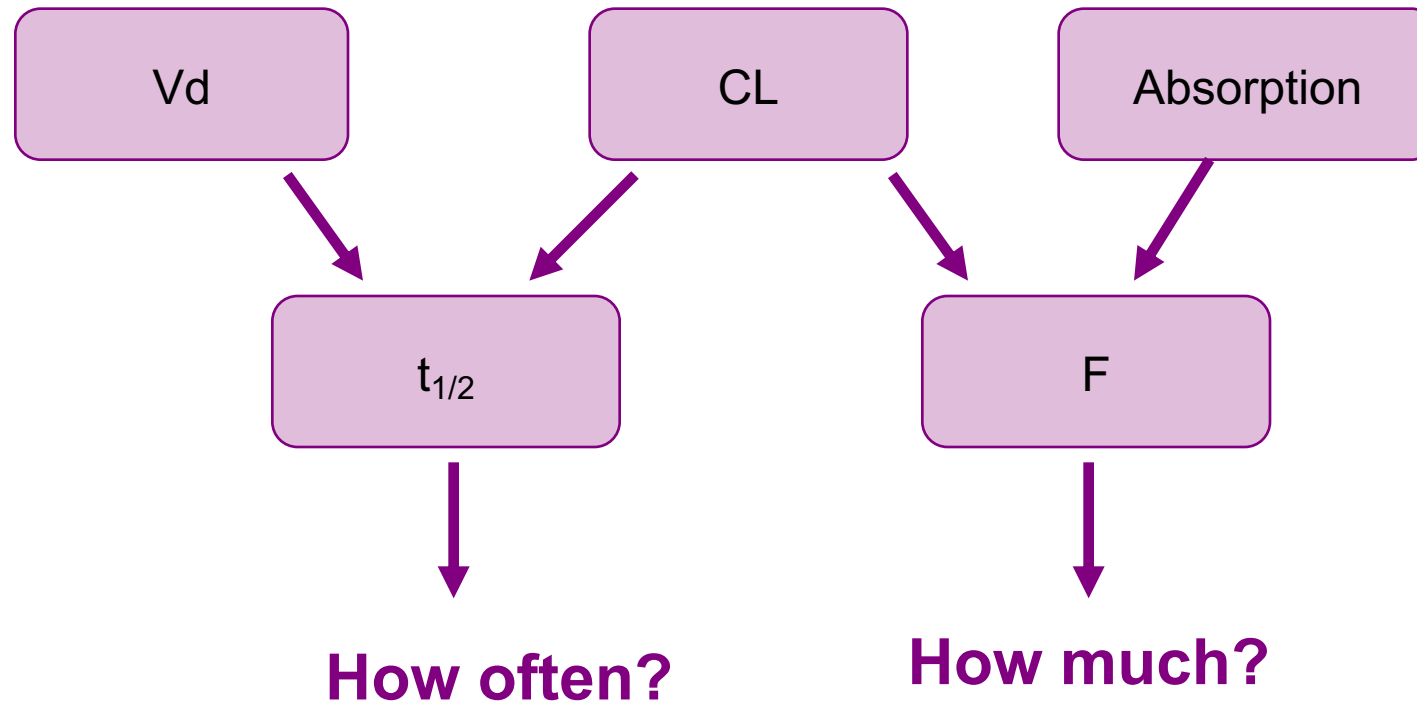 Vd
CL
Absorption
t1/2
F
How often?
How much?